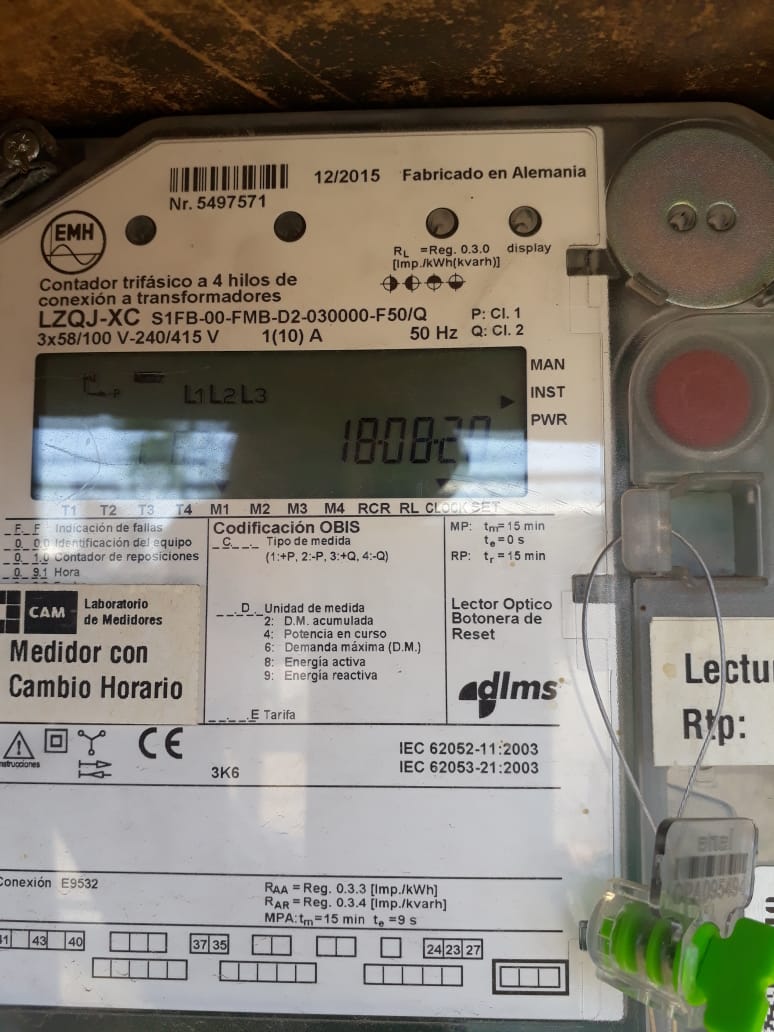 12/2015 Fabricado en Alemania
Nr. 5497571
EMH
RL =Reg. 0.3.0 display
[Imp./kWh(kvarh)]
Contador trifásico a 4 hilos de
conexión a transformadores
LZQJ-XC S1FB-00-FMB-D2-030000-F50/Q P: Cl. 1
3x58/100 V-240/415 V 1(10) A 50 Hz Q: Cl. 2
MAN
L1 L2 L3
INST
PWR
18-08-20
T1 T2 T3 T4 M1 M2 M3 M4 RCR RL CLOCK SET
F. F Indicación de fallas
0. 0.0 Identificación del equipo
0. 1.0 Contador de reposiciones
0. 9.1 Hora
Codificación OBIS
C Tipo de medida
(1:+P, 2:-P, 3:+Q, 4:-Q)
D Unidad de medida
2: D.M. acumulada
4: Potencia en curso
6: Demanda máxima (D.M.)
8: Energía activa
9: Energía reactiva
E Tarifa
MP: tm=15 min
te=0 s
RP: tr=15 min
Lector Optico
Botonera de
Reset
dlms
CAM Laboratorio
de Medidores
Medidor con
Cambio Horario
Rtp:
CE
3K6
IEC 62052-11:2003
IEC 62053-21:2003
E9532
RAA = Reg. 0.3.3 [Imp./kWh]
RAR = Reg. 0.3.4 [Imp./kvarh]
MPA: tm=15 min te=9 s
41 43 40 37 35 24 23 27